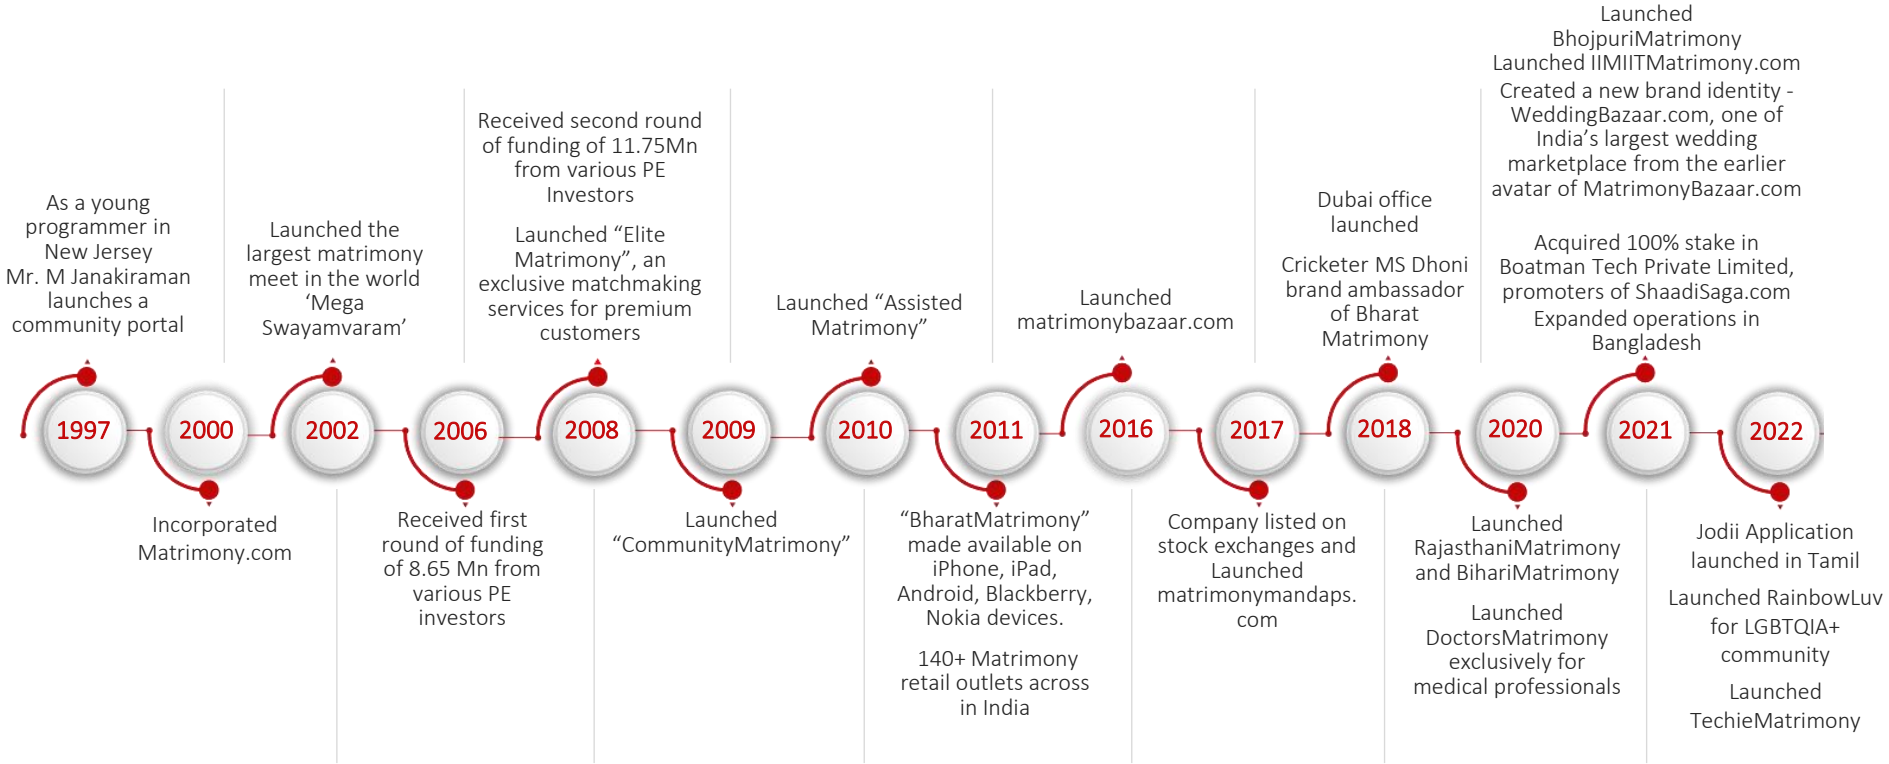 As a young
programmer in
New Jersey
Mr. M Janakiraman
launches a
community portal
1997
2000
Incorporated
Matrimony.com
Launched the
largest matrimony
meet in the world
‘Mega
Swayamvaram’
2002
2006
Received first
round of funding
of 8.65 Mn from
various PE
investors
Received second round
of funding of 11.75Mn
from various PE
Investors
Launched “Elite
Matrimony”, an
exclusive matchmaking
services for premium
customers
2008
2009
Launched
“CommunityMatrimony”
Launched “Assisted
Matrimony”
2010
2011
“BharatMatrimony”
made available on
iPhone, iPad,
Android, Blackberry,
Nokia devices.
140+ Matrimony
retail outlets across
in India
Launched
matrimonybazaar.com
2016
2017
Company listed on
stock exchanges and
Launched
matrimonymandaps.
com
Dubai office
launched
Cricketer MS Dhoni
brand ambassador
of Bharat
Matrimony
2018
2020
Launched
RajasthaniMatrimony
and BihariMatrimony
Launched
DoctorsMatrimony
exclusively for
medical professionals
Launched
BhojpuriMatrimony
Launched IIMIITMatrimony.com
Created a new brand identity -
WeddingBazaar.com, one of
India’s largest wedding
marketplace from the earlier
avatar of MatrimonyBazaar.com
Acquired 100% stake in
Boatman Tech Private Limited,
promoters of ShaadiSaga.com
Expanded operations in
Bangladesh
2021
2022
Jodii Application
launched in Tamil
Launched RainbowLuv
for LGBTQIA+
community
Launched
TechieMatrimony